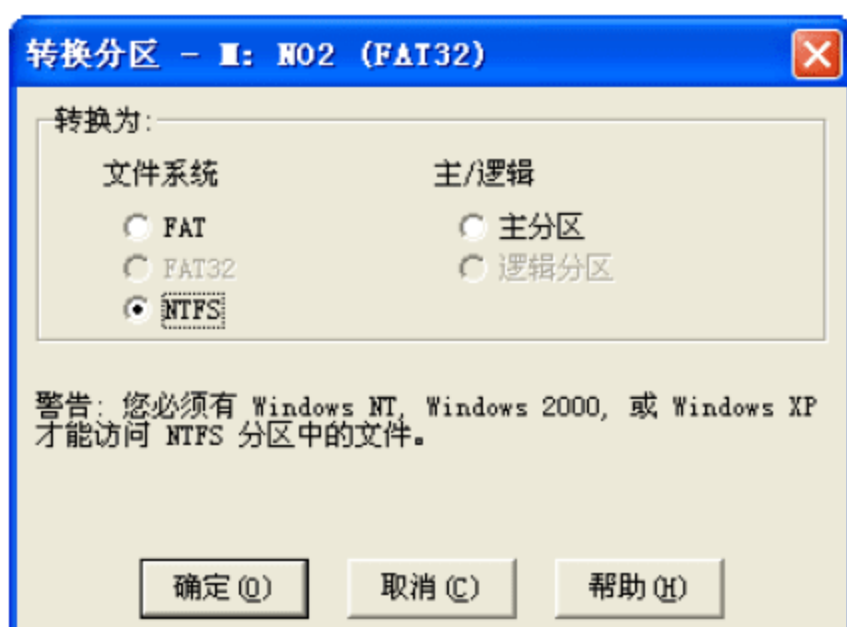 转换分区 - M: NO2 (FAT32)
转换为:
文件系统 主/逻辑
FAT 主分区
FAT32 逻辑分区
NTFS
警告: 您必须有 Windows NT, Windows 2000, 或 Windows XP
才能访问 NTFS 分区中的文件。
确定(O) 取消(C) 帮助(H)